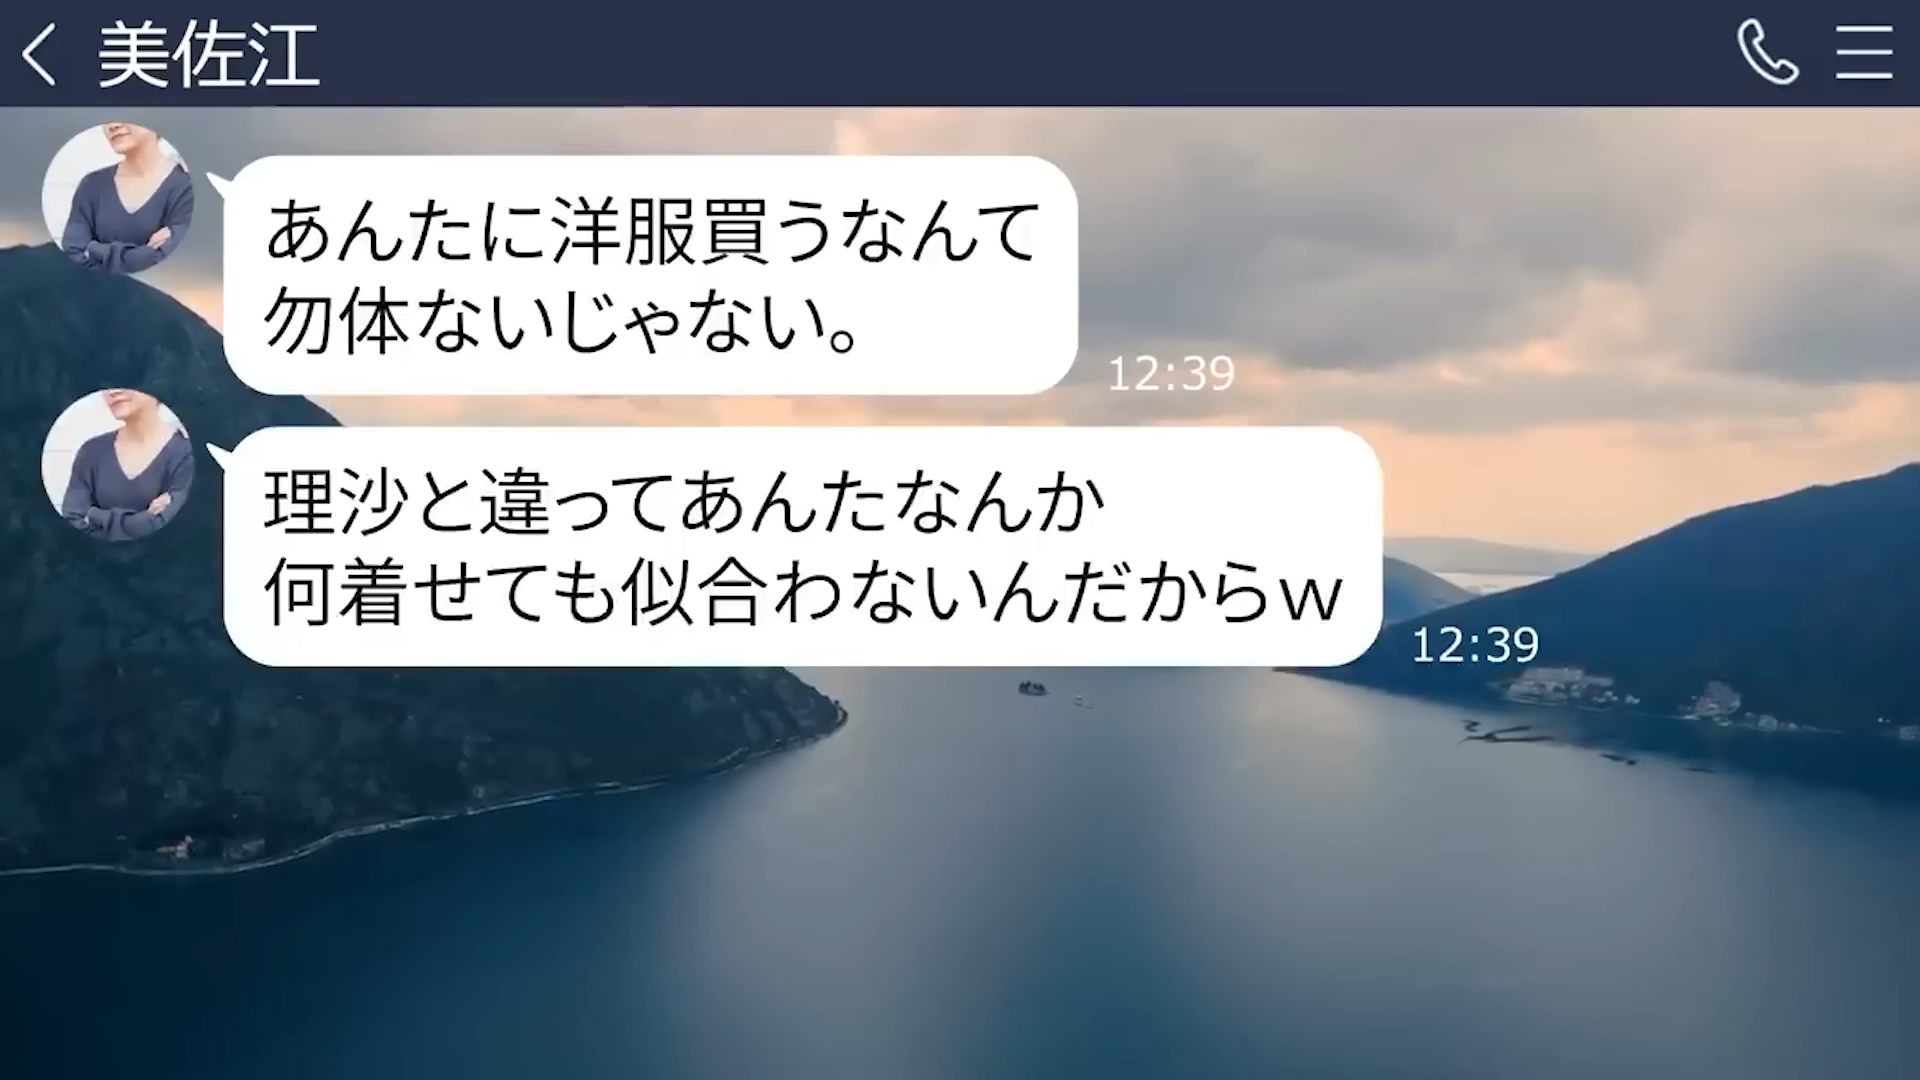 美佐江
あんたに洋服買うなんて
勿体ないじゃない。
12:39
理沙と違ってあんたなんか
何着せても似合わないんだからｗ
12:39